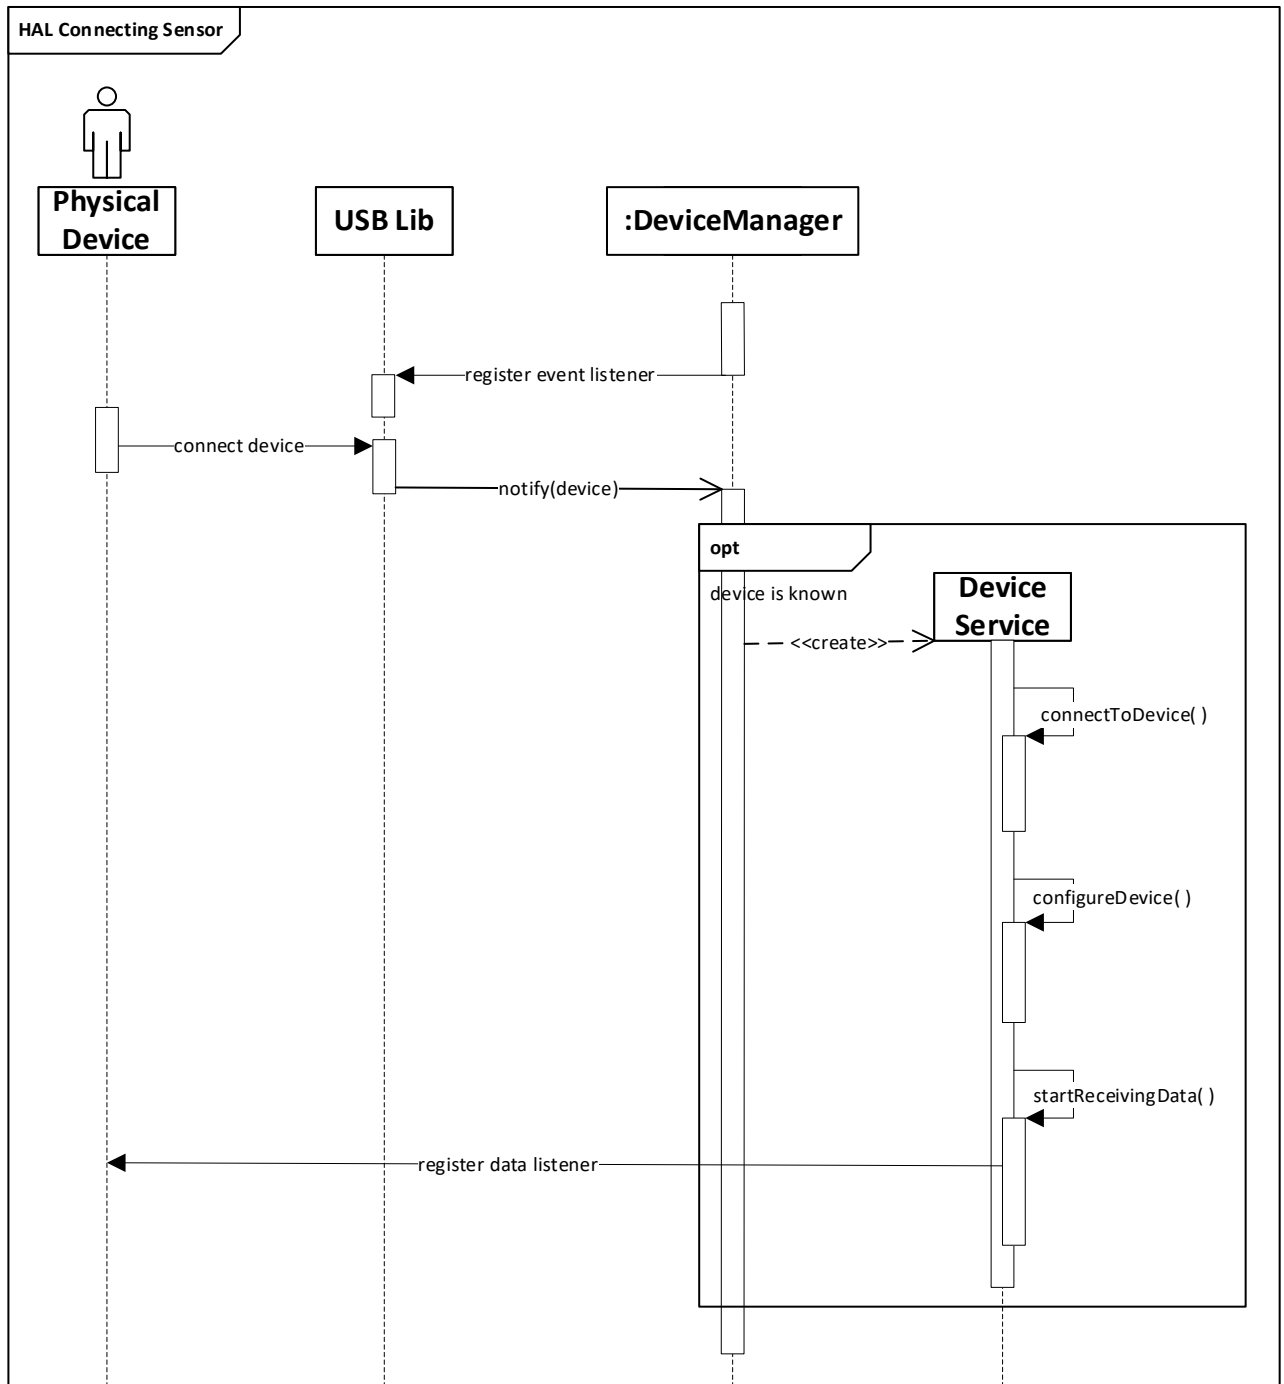 HAL Connecting Sensor
Physical
Device
USB Lib
:DeviceManager
register event listener
connect device
notify(device)
opt
device is known
Device
Service
<<create>>
connectToDevice( )
configureDevice( )
startReceivingData( )
register data listener